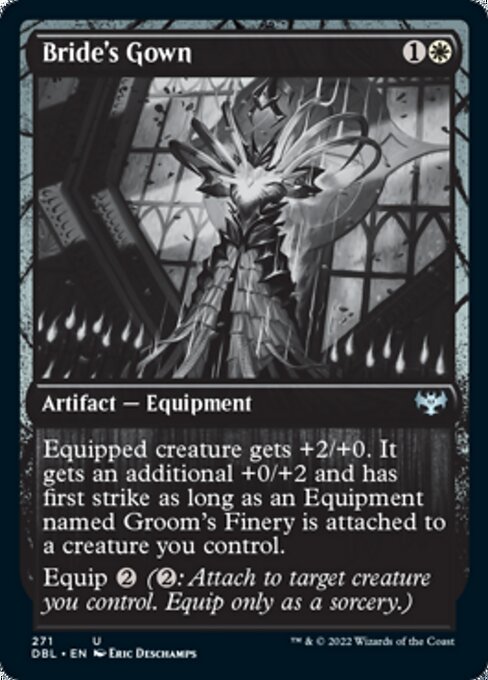 Bride's Gown 1
Artifact — Equipment
Equipped creature gets +2/+0. It
gets an additional +0/+2 and has
first strike as long as an Equipment
named Groom's Finery is attached to
a creature you control.
Equip 2 (2: Attach to target creature
you control. Equip only as a sorcery.)
271 U
DBL • EN Eric Deschamps
™ & © 2022 Wizards of the Coast